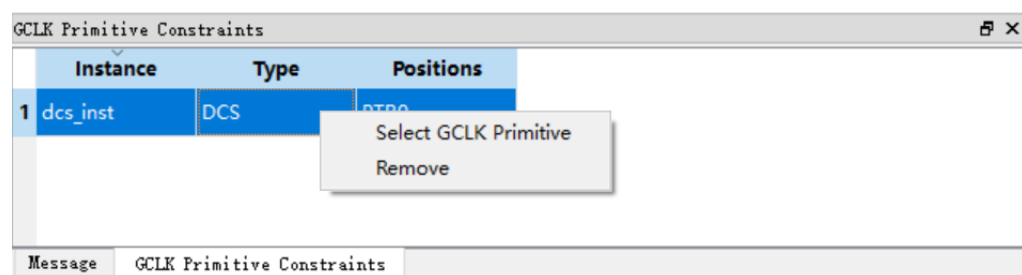 GCLK Primitive Constraints
Instance Type Positions
1 dcs_inst DCS
Select GCLK Primitive
Remove
Message GCLK Primitive Constraints